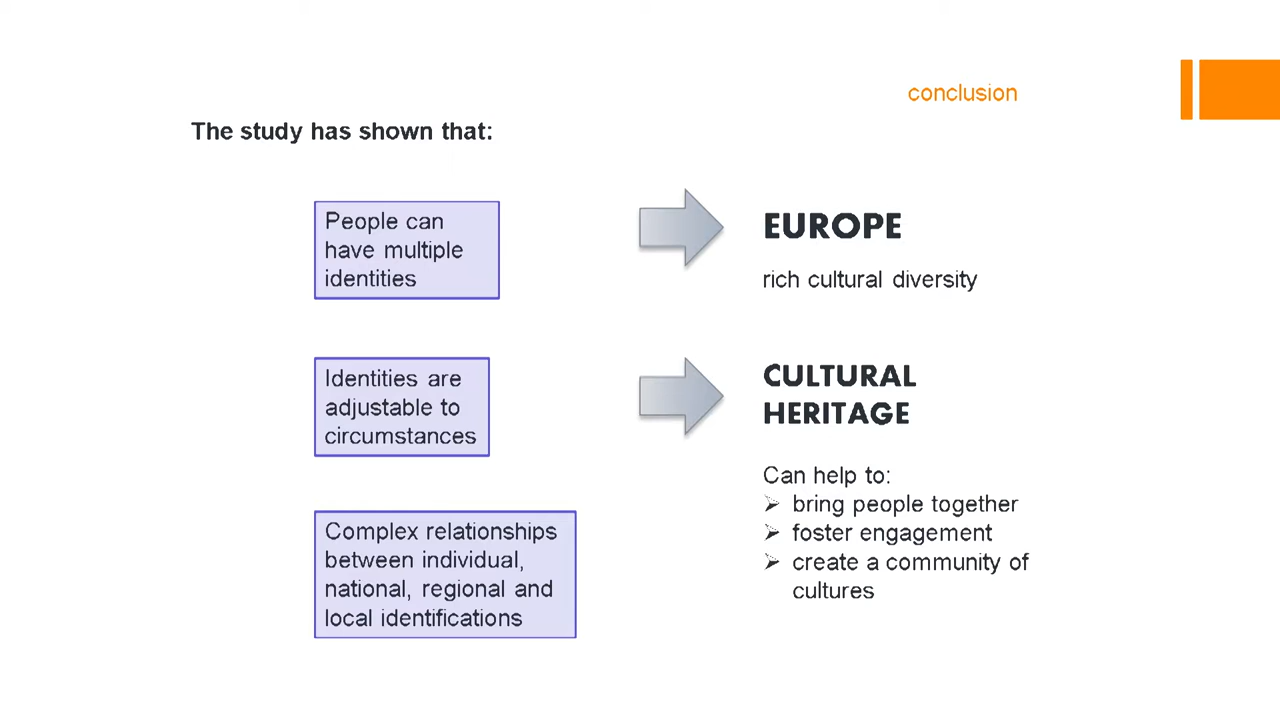 conclusion
The study has shown that:
People can
have multiple
identities
EUROPE
rich cultural diversity
Identities are
adjustable to
circumstances
CULTURAL
HERITAGE
Can help to:
bring people together
foster engagement
create a community of
cultures
Complex relationships
between individual,
national, regional and
local identifications